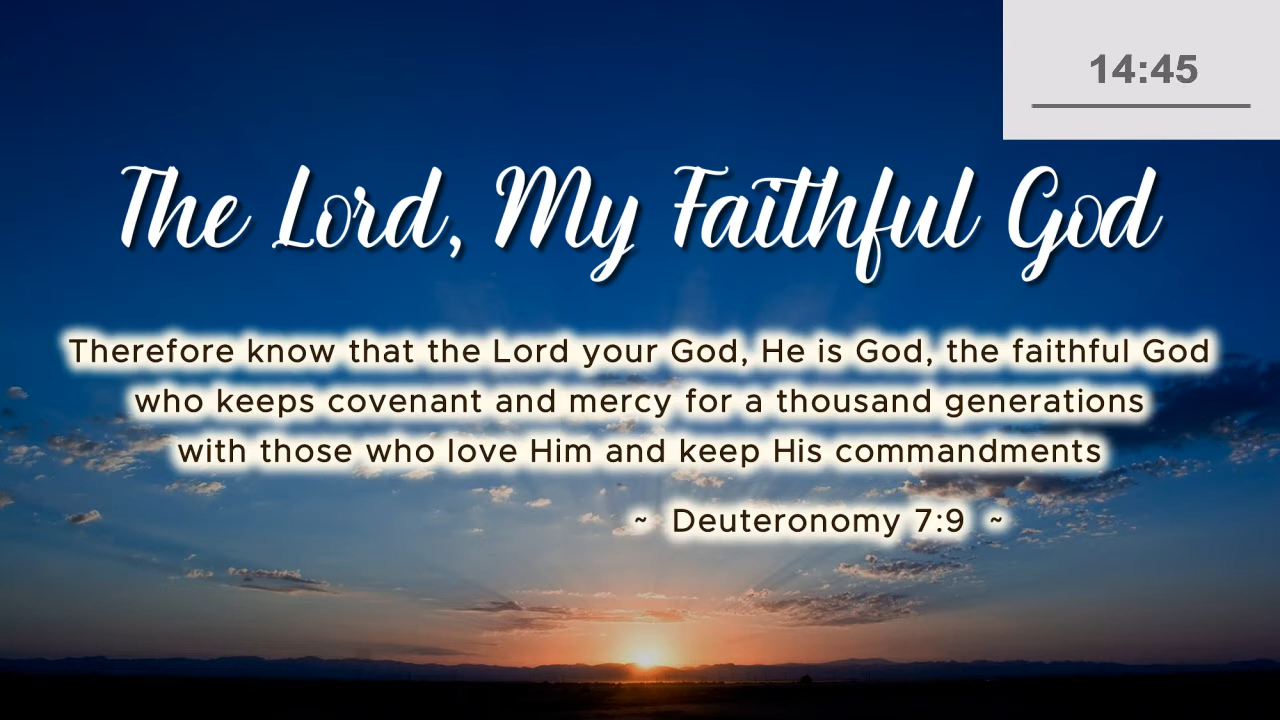 14:45
The Lord, My Faithful God
Therefore know that the Lord your God, He is God, the faithful God
who keeps covenant and mercy for a thousand generations
with those who love Him and keep His commandments
~ Deuteronomy 7:9 ~